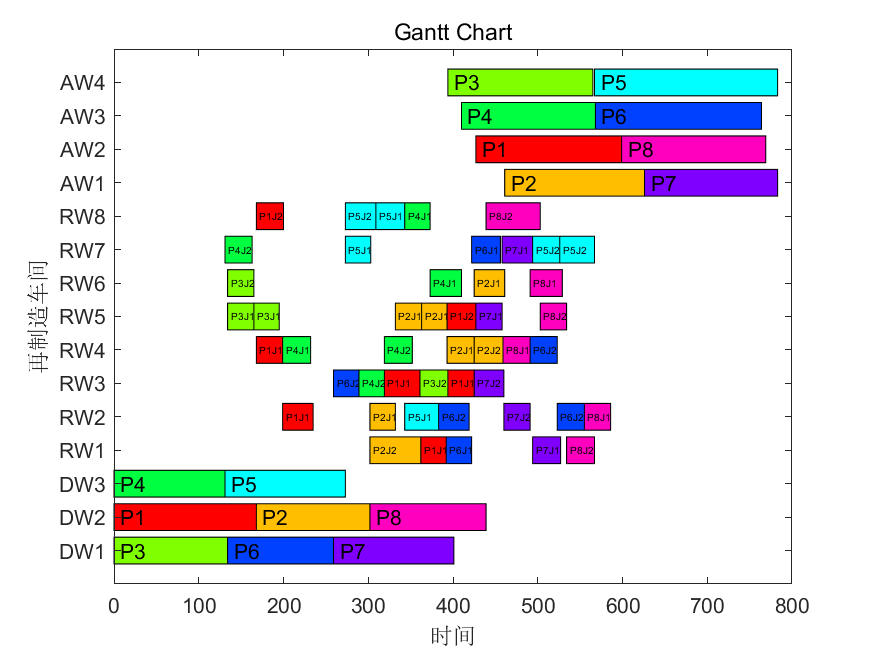 Gantt Chart
AW4 P3 P5
AW3 P4 P6
AW2 P1 P8
AW1 P2 P7
RW8 P1J2 P5J2 P5J1 P4J1 P8J2
RW7 P4J2 P5J1 P6J1 P7J1 P5J2 P5J2
RW6 P3J2 P4J1 P2J1 P8J1
RW5 P3J1 P3J1 P2J1 P2J1 P1J2 P7J1 P8J2
RW4 P1J1 P4J1 P4J2 P2J1 P2J2 P8J1 P6J2
RW3 P6J2 P4J2 P1J1 P3J2 P1J1 P7J2
RW2 P1J1 P2J1 P5J1 P6J2 P7J2 P6J2 P8J1
RW1 P2J2 P1J1 P6J1 P7J1 P8J2
DW3 P4 P5
DW2 P1 P2 P8
DW1 P3 P6 P7
0 100 200 300 400 500 600 700 800
时间
再制造车间